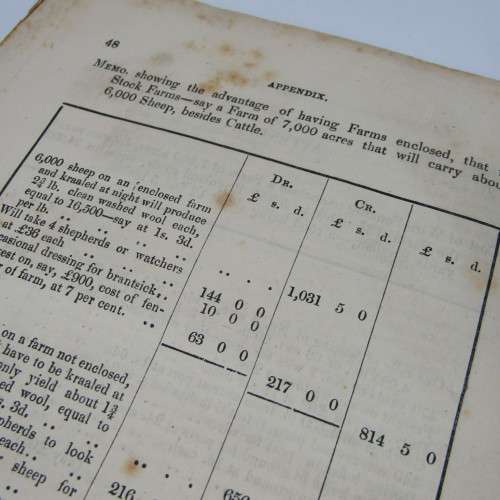 48
APPENDIX.
MEMO. showing the advantage of having Farms enclosed, that
Stock Farms—say a Farm of 7,000 acres that will carry about
6,000 Sheep, besides Cattle.
DR. CR.
£ s. d. £ s. d. £ s. d.
6,000 sheep on an enclosed farm
and kraaled at night will produce
2¾ lb. clean washed wool each,
equal to 16,500—say at 1s. 3d.
per lb. .. .. .. .. .. .. 1,031 5 0
Will take 4 shepherds or watchers
at £36 each .. .. .. .. 144 0 0
casional dressing for brantsick.. 10 0 0
est on, say, £900, cost of fen-
of farm, at 7 per cent. .. 63 0 0
217 0 0
814 5 0
on a farm not enclosed,
have to be kraaled at
only yield about 1¾
ed wool, equal to
s. 3d. .. .. ..
pherds to look
each.. .. .. 216
sheep for